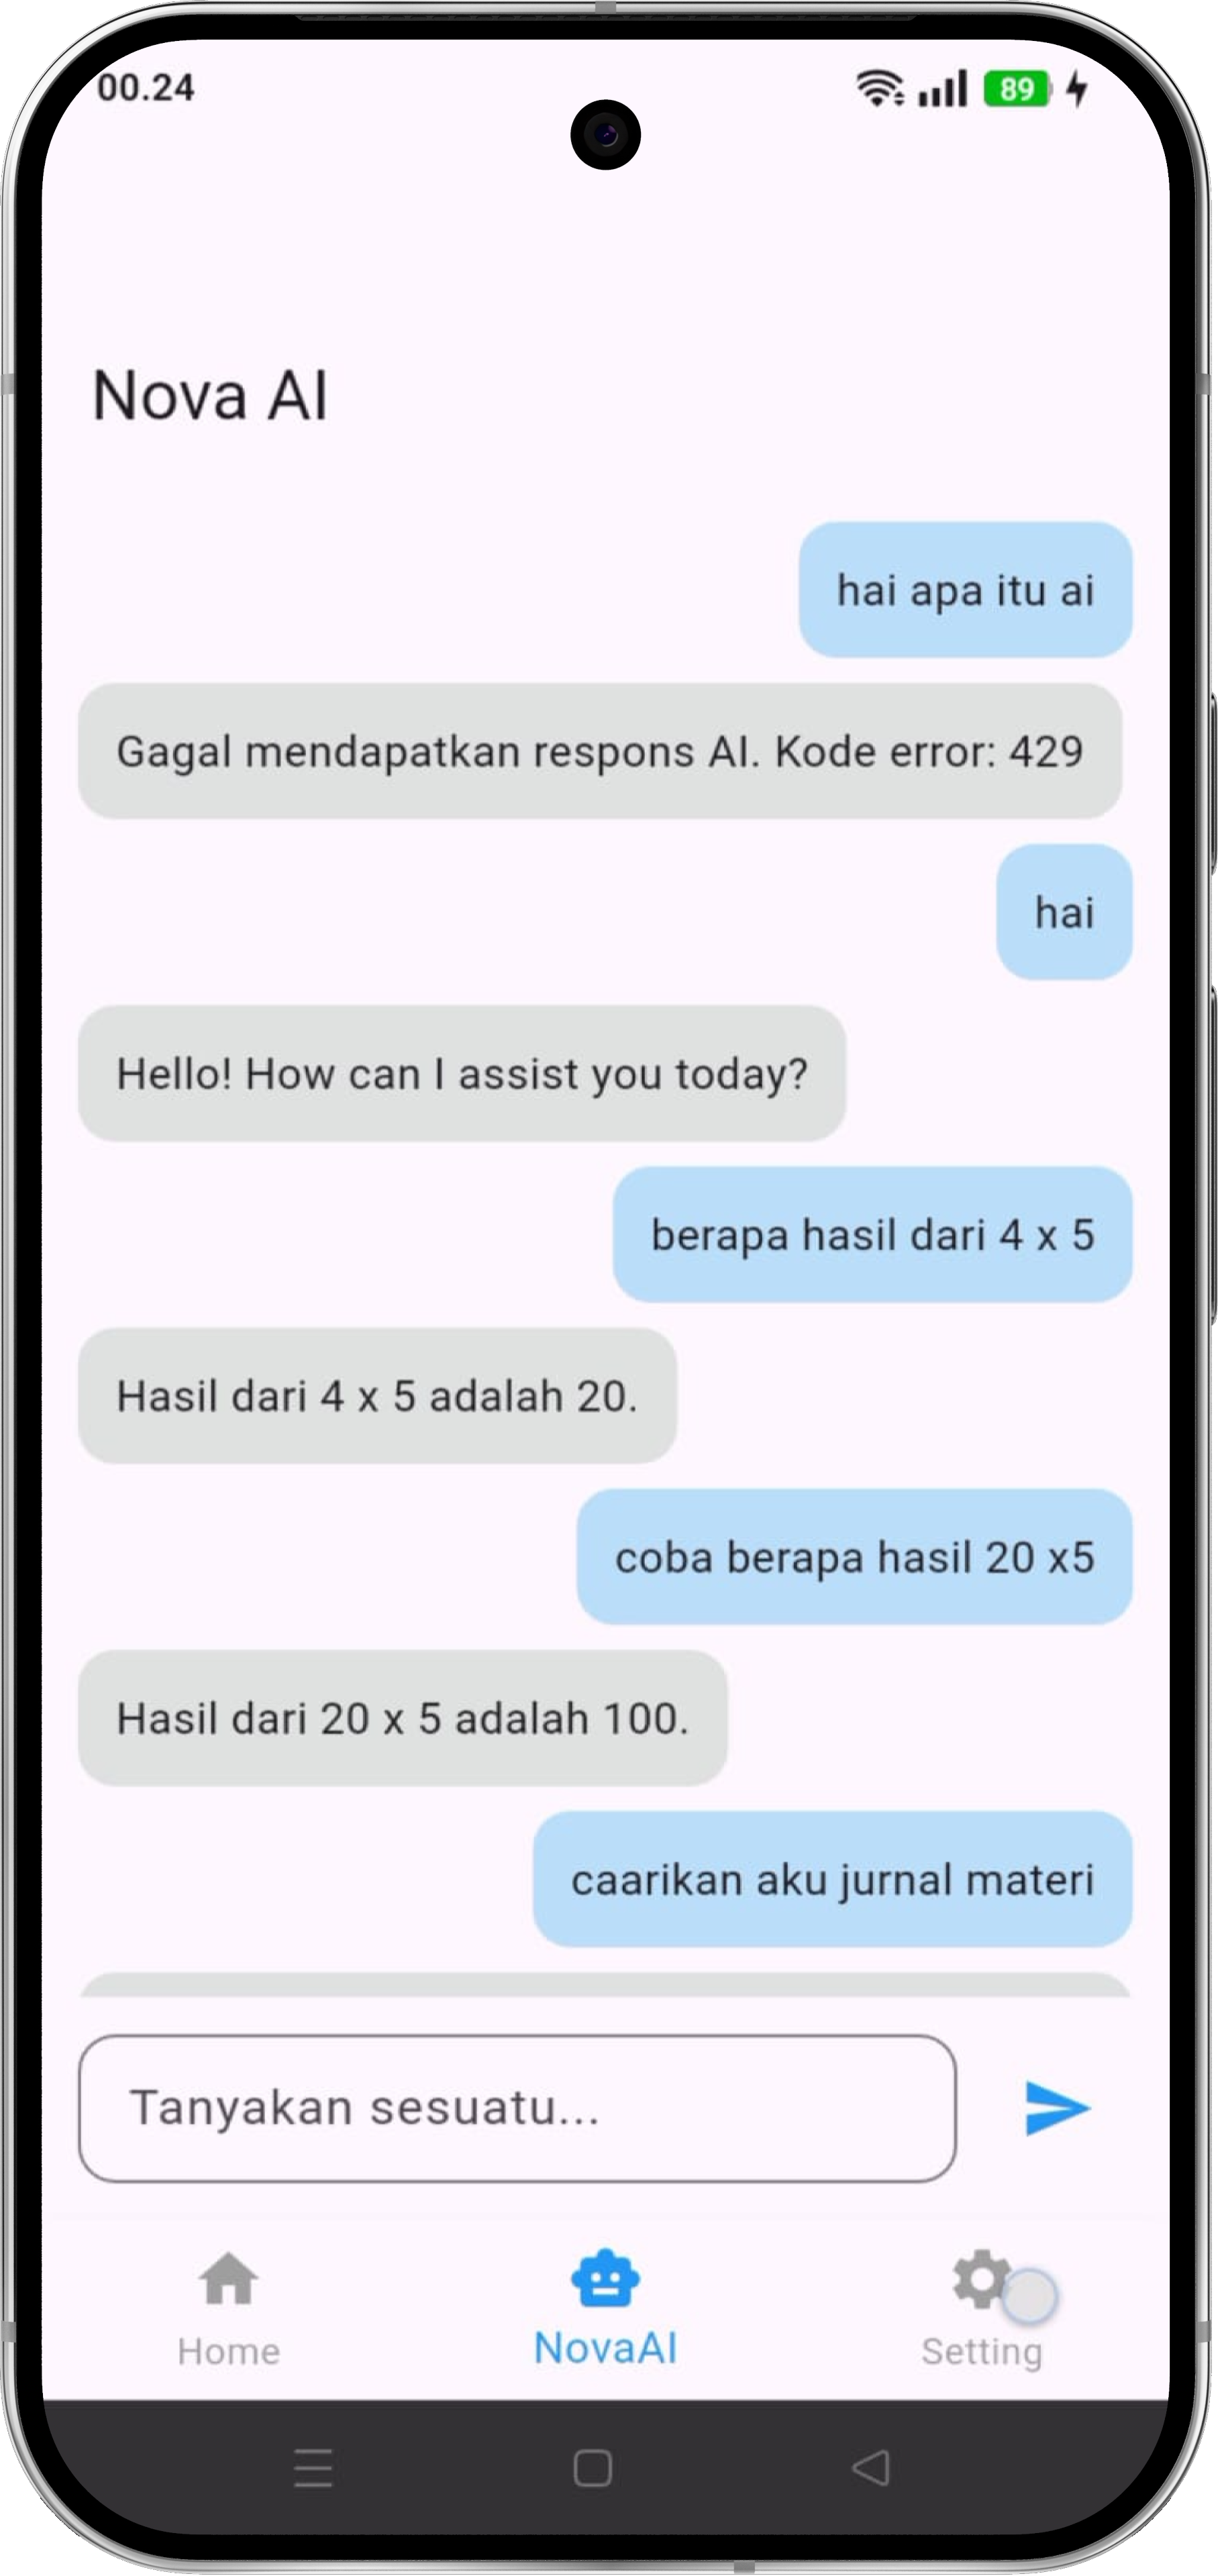 00.24
89
Nova AI
hai apa itu ai
Gagal mendapatkan respons AI. Kode error: 429
hai
Hello! How can I assist you today?
berapa hasil dari 4 x 5
Hasil dari 4 x 5 adalah 20.
coba berapa hasil 20 x5
Hasil dari 20 x 5 adalah 100.
caarikan aku jurnal materi
Tanyakan sesuatu...
Home
NovaAI
Setting